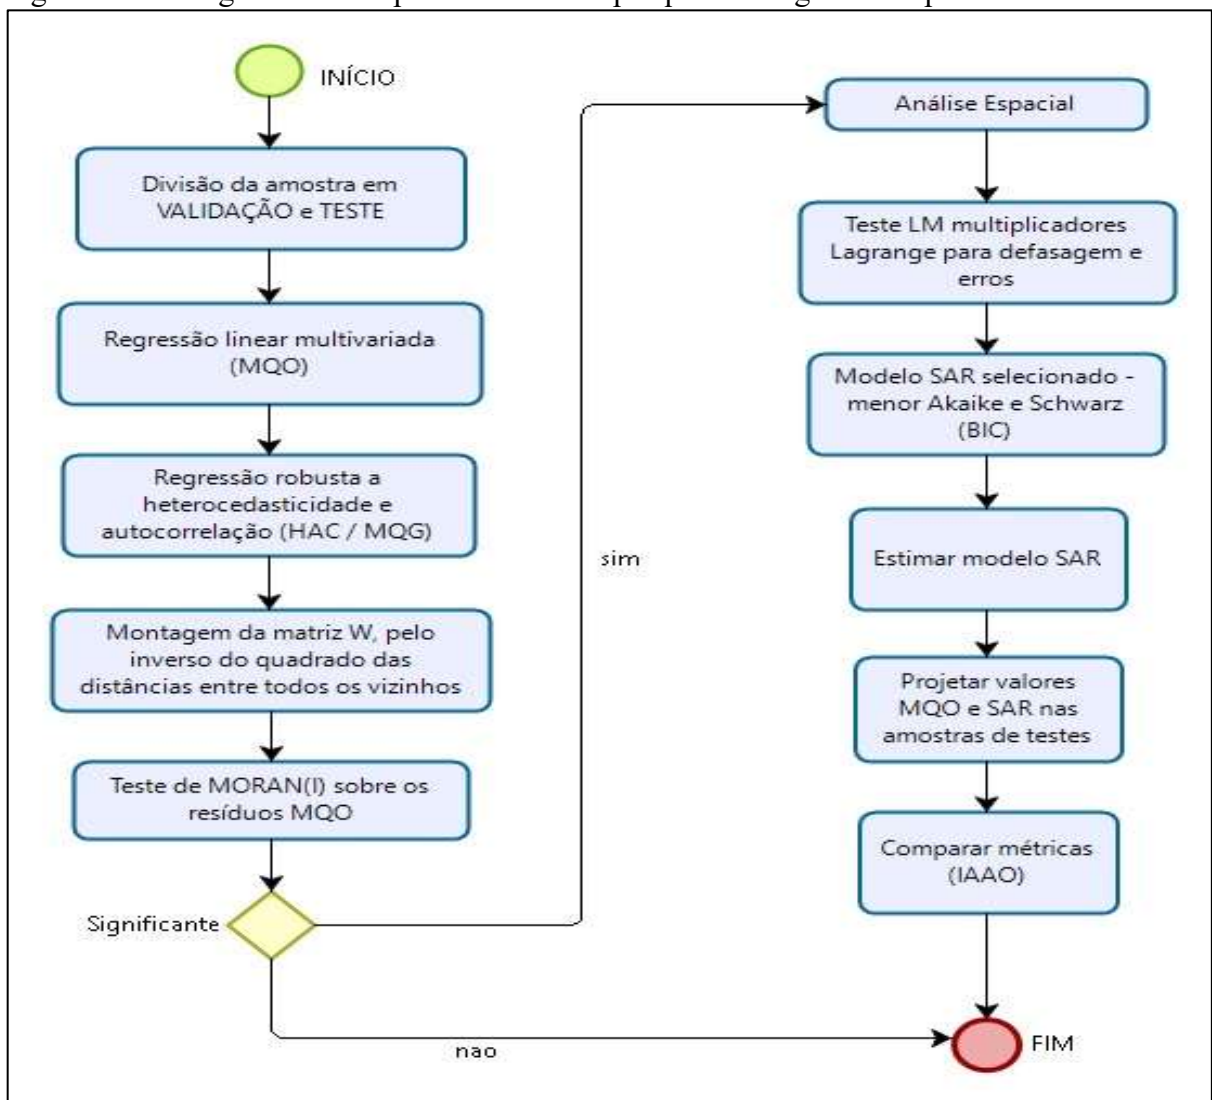 INÍCIO
Divisão da amostra em
VALIDAÇÃO e TESTE
Regressão linear multivariada
(MQO)
Regressão robusta a
heterocedasticidade e
autocorrelação (HAC / MQG)
Montagem da matriz W, pelo
inverso do quadrado das
distâncias entre todos os vizinhos
Teste de MORAN(I) sobre os
resíduos MQO
Significante
sim
nao
Análise Espacial
Teste LM multiplicadores
Lagrange para defasagem e
erros
Modelo SAR selecionado -
menor Akaike e Schwarz
(BIC)
Estimar modelo SAR
Projetar valores
MQO e SAR nas
amostras de testes
Comparar métricas
(IAAO)
FIM